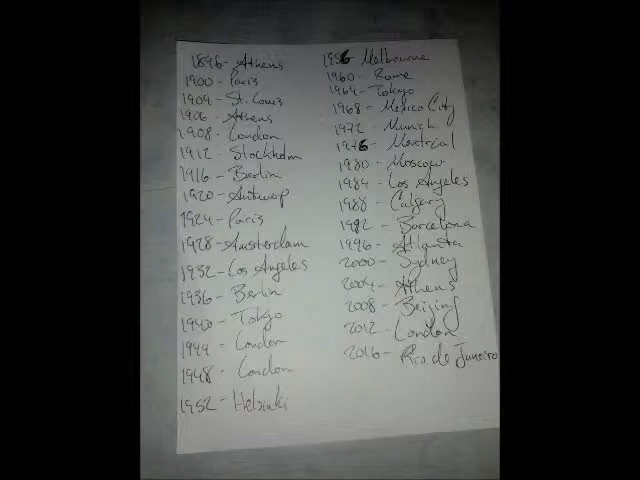 1896 - Athens
1900 - Paris
1904 - St. Louis
1906 - Athens
1908 - London
1912 - Stockholm
1916 - Berlin
1920 - Antwerp
1924 - Paris
1928 - Amsterdam
1932 - Los Angeles
1936 - Berlin
1940 - Tokyo
1944 - London
1948 - London
1952 - Helsinki
1956 Melbourne
1960 - Rome
1964 - Tokyo
1968 - Mexico City
1972 - Munich
1976 - Montréal
1980 - Moscow
1984 - Los Angeles
1988 - Calgary
1992 - Barcelona
1996 - Atlanta
2000 - Sydney
2004 - Athens
2008 - Beijing
2012 - London
2016 - Rio de Janeiro